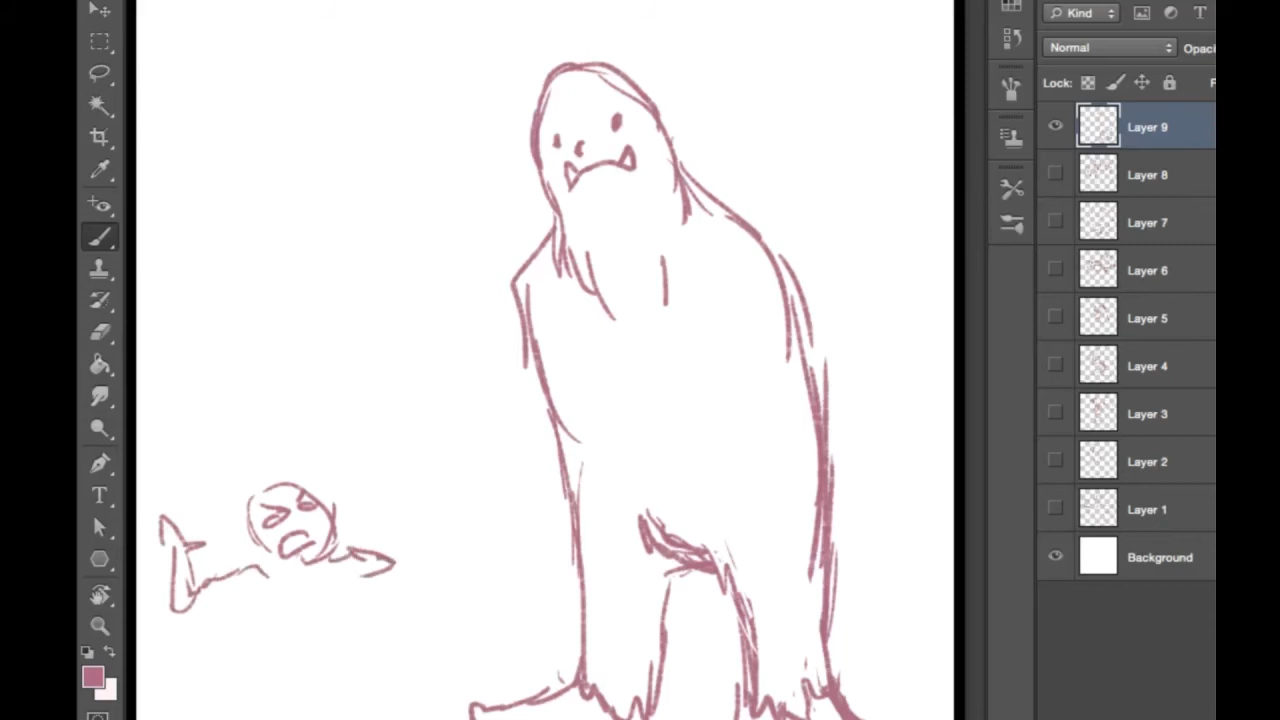 Kind
T
Normal
Opaci
Lock:
F
Layer 9
Layer 8
Layer 7
Layer 6
Layer 5
Layer 4
Layer 3
Layer 2
Layer 1
Background